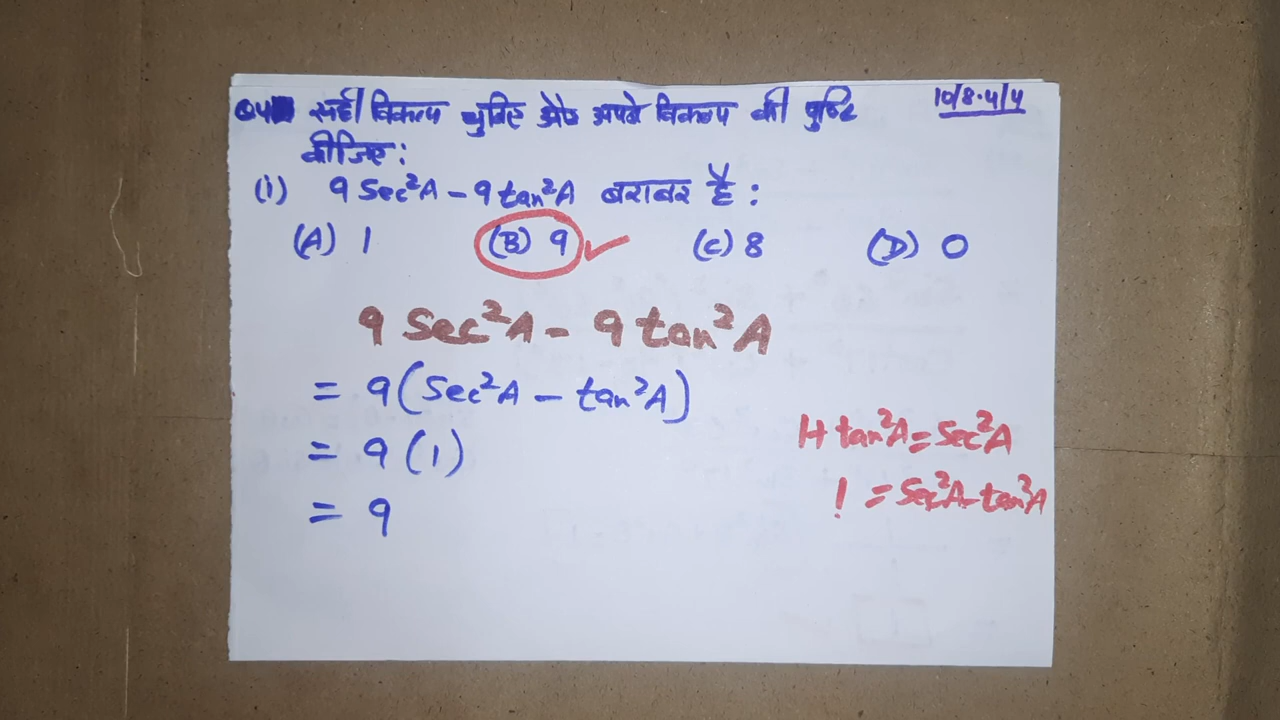 Q4 सही विकल्प चुनिए और अपने विकल्प की पुष्टि
कीजिए:
10/8.4/4
(i) 9 Sec²A - 9 tan²A बराबर है:
(A) 1 (B) 9 ✓ (C) 8 (D) 0
9 Sec²A - 9 tan²A
= 9(Sec²A - tan²A)
= 9(1)
= 9
1+tan²A=Sec²A
1 = Sec²A-tan²A